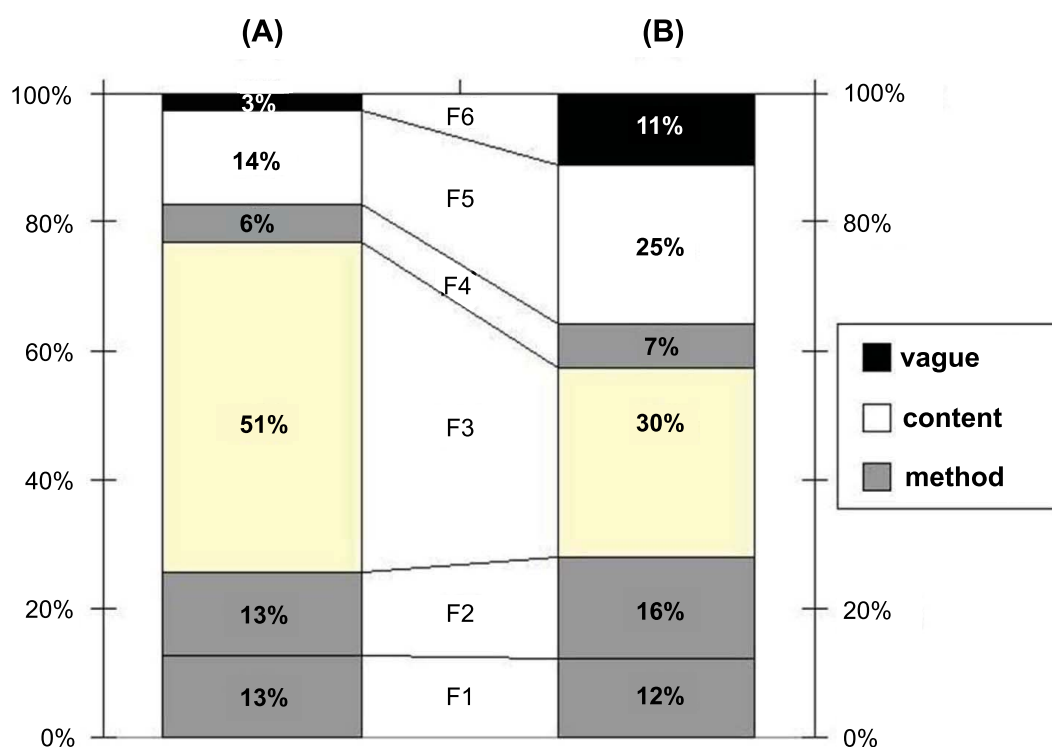 (A) (B)
100% 3% F6 11% 100%
14% F5
80% 6% 25% 80%
F4
60% 7% vague
51% F3 30% content
40% method
20% 13% F2 16% 20%
13% F1 12%
0% 0%